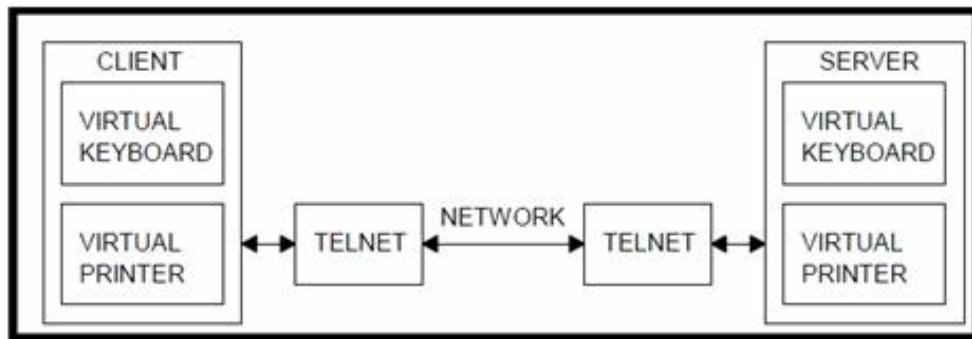 CLIENT
VIRTUAL
KEYBOARD
VIRTUAL
PRINTER
TELNET
NETWORK
TELNET
SERVER
VIRTUAL
KEYBOARD
VIRTUAL
PRINTER